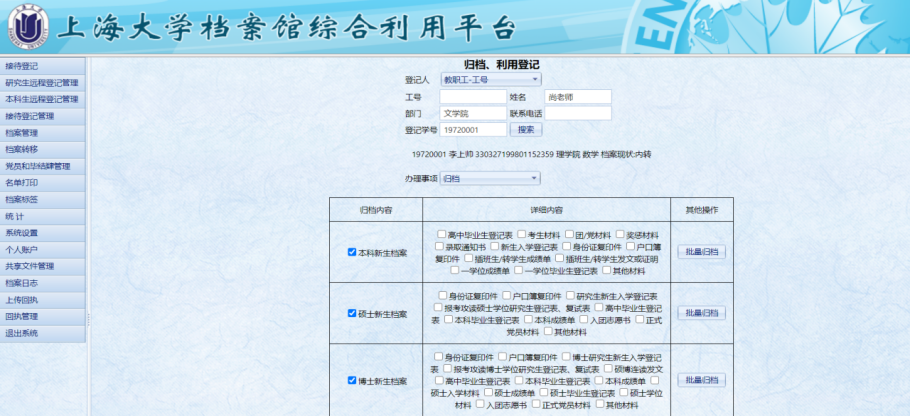 上海大学档案馆综合利用平台
接待登记
研究生远程登记管理
本科生远程登记管理
接待登记管理
档案管理
档案转移
党员和毕结肄管理
名单打印
档案标签
统 计
系统设置
个人账户
共享文件管理
档案日志
上传回执
回执管理
退出系统
归档、利用登记
登记人 教职工-工号
工号 姓名 尚老师
部门 文学院 联系电话
登记学号 19720001 搜索
19720001 李上帅 330327199801152359 理学院 数学 档案现状:内转
办理事项 归档
归档内容 详细内容 其他操作
本科新生档案
高中毕业生登记表 考生材料 团/党材料 奖惩材料
录取通知书 新生入学登记表 身份证复印件 户口簿
复印件 插班生/转学生成绩单 插班生/转学生发文或证明
一学位成绩单 一学位毕业生登记表 其他材料
批量归档
硕士新生档案
身份证复印件 户口簿复印件 研究生新生入学登记表
报考攻读硕士学位研究生登记表、复试表 高中毕业生登记
表 本科毕业生登记表 本科成绩单 入团志愿书 正式
党员材料 其他材料
批量归档
博士新生档案
身份证复印件 户口簿复印件 博士研究生新生入学登记
表 报考攻读博士学位研究生登记表、复试表 硕博连读发文
高中毕业生登记表 本科毕业生登记表 本科成绩单
硕士入学材料 硕士成绩单 硕士毕业生登记表 硕士学位
材料 入团志愿书 正式党员材料 其他材料
批量归档